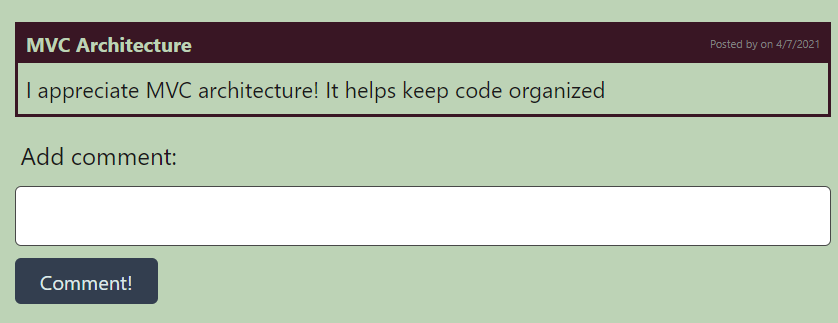 MVC Architecture
Posted by on 4/7/2021
I appreciate MVC architecture! It helps keep code organized
Add comment:
Comment!